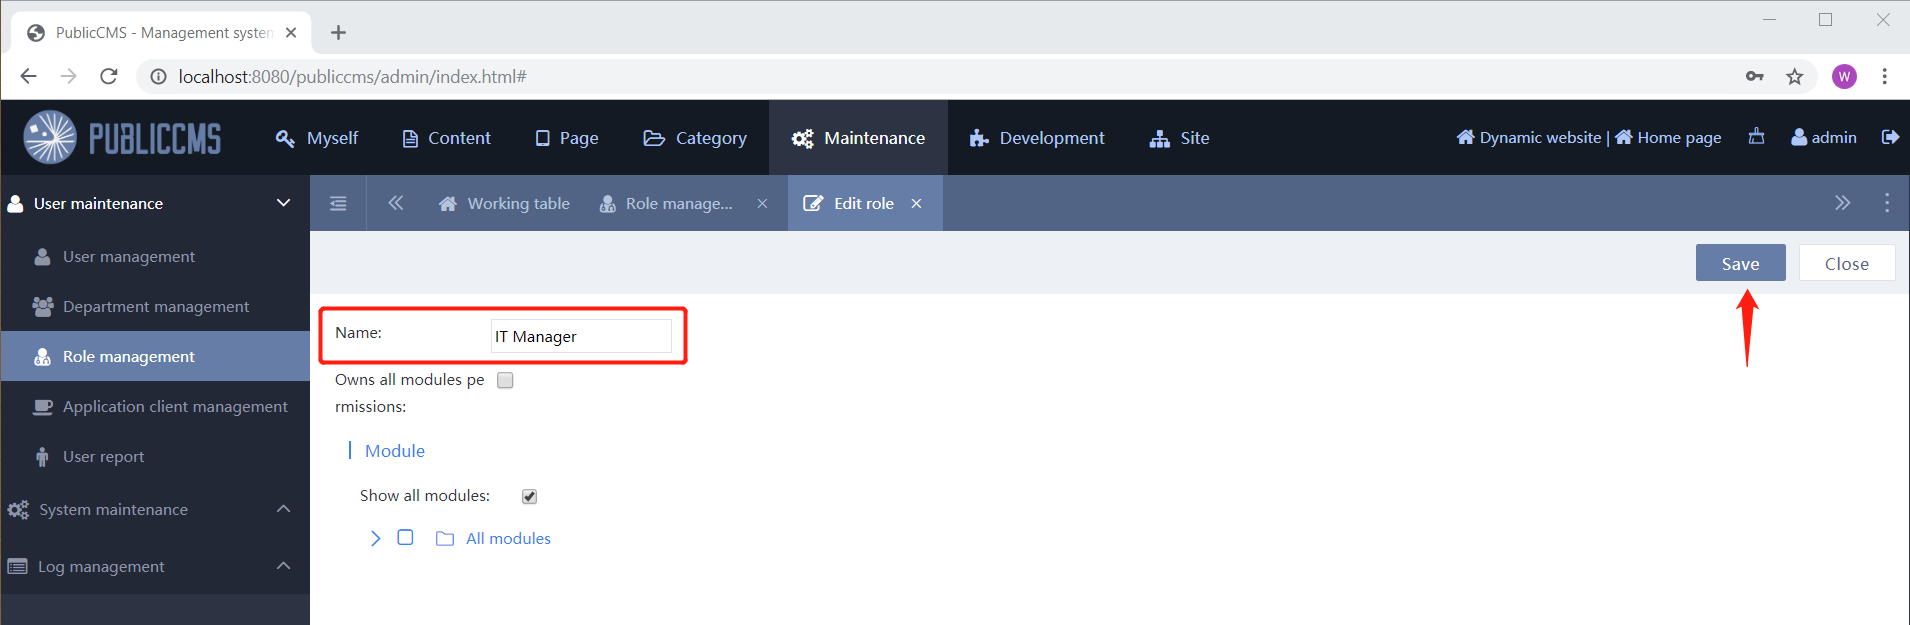 PublicCMS - Management system
localhost:8080/publiccms/admin/index.html#
W
PUBLICCMS
Myself
Content
Page
Category
Maintenance
Development
Site
Dynamic website | Home page
admin
User maintenance
Working table
Role manage...
Edit role
User management
Save
Close
Department management
Name:
IT Manager
Role management
Owns all modules pe
rmissions:
Application client management
Module
User report
Show all modules:
System maintenance
All modules
Log management